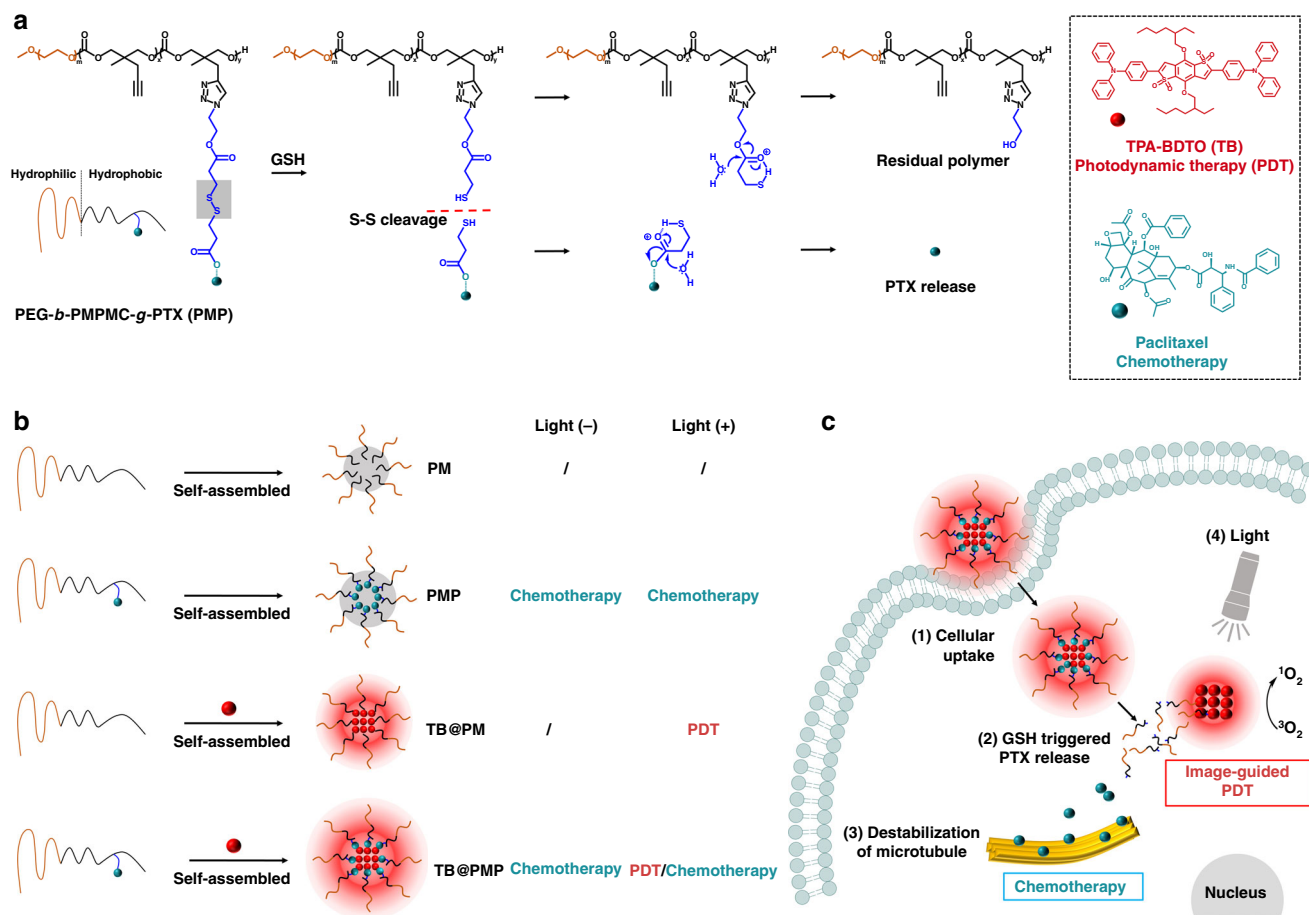 a
Hydrophilic
Hydrophobic
PEG-b-PMPMC-g-PTX (PMP)
GSH
S-S cleavage
Residual polymer
PTX release
TPA-BDTO (TB)
Photodynamic therapy (PDT)
Paclitaxel
Chemotherapy
b
Light (–)
Light (+)
Self-assembled
PM
/
/
Self-assembled
PMP
Chemotherapy
Chemotherapy
Self-assembled
TB@PM
/
PDT
Self-assembled
TB@PMP
Chemotherapy
PDT/Chemotherapy
c
(4) Light
(1) Cellular
uptake
¹O₂
³O₂
(2) GSH triggered
PTX release
Image-guided
PDT
(3) Destabilization
of microtubule
Chemotherapy
Nucleus